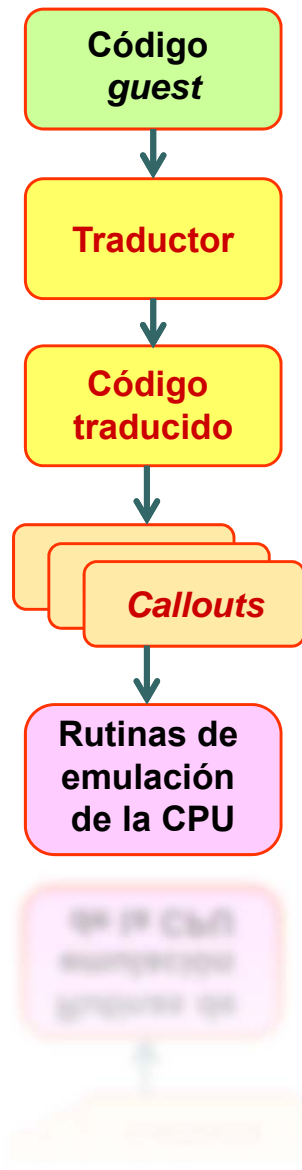 Código
guest
Traductor
Código
traducido
Callouts
Rutinas de
emulación
de la CPU